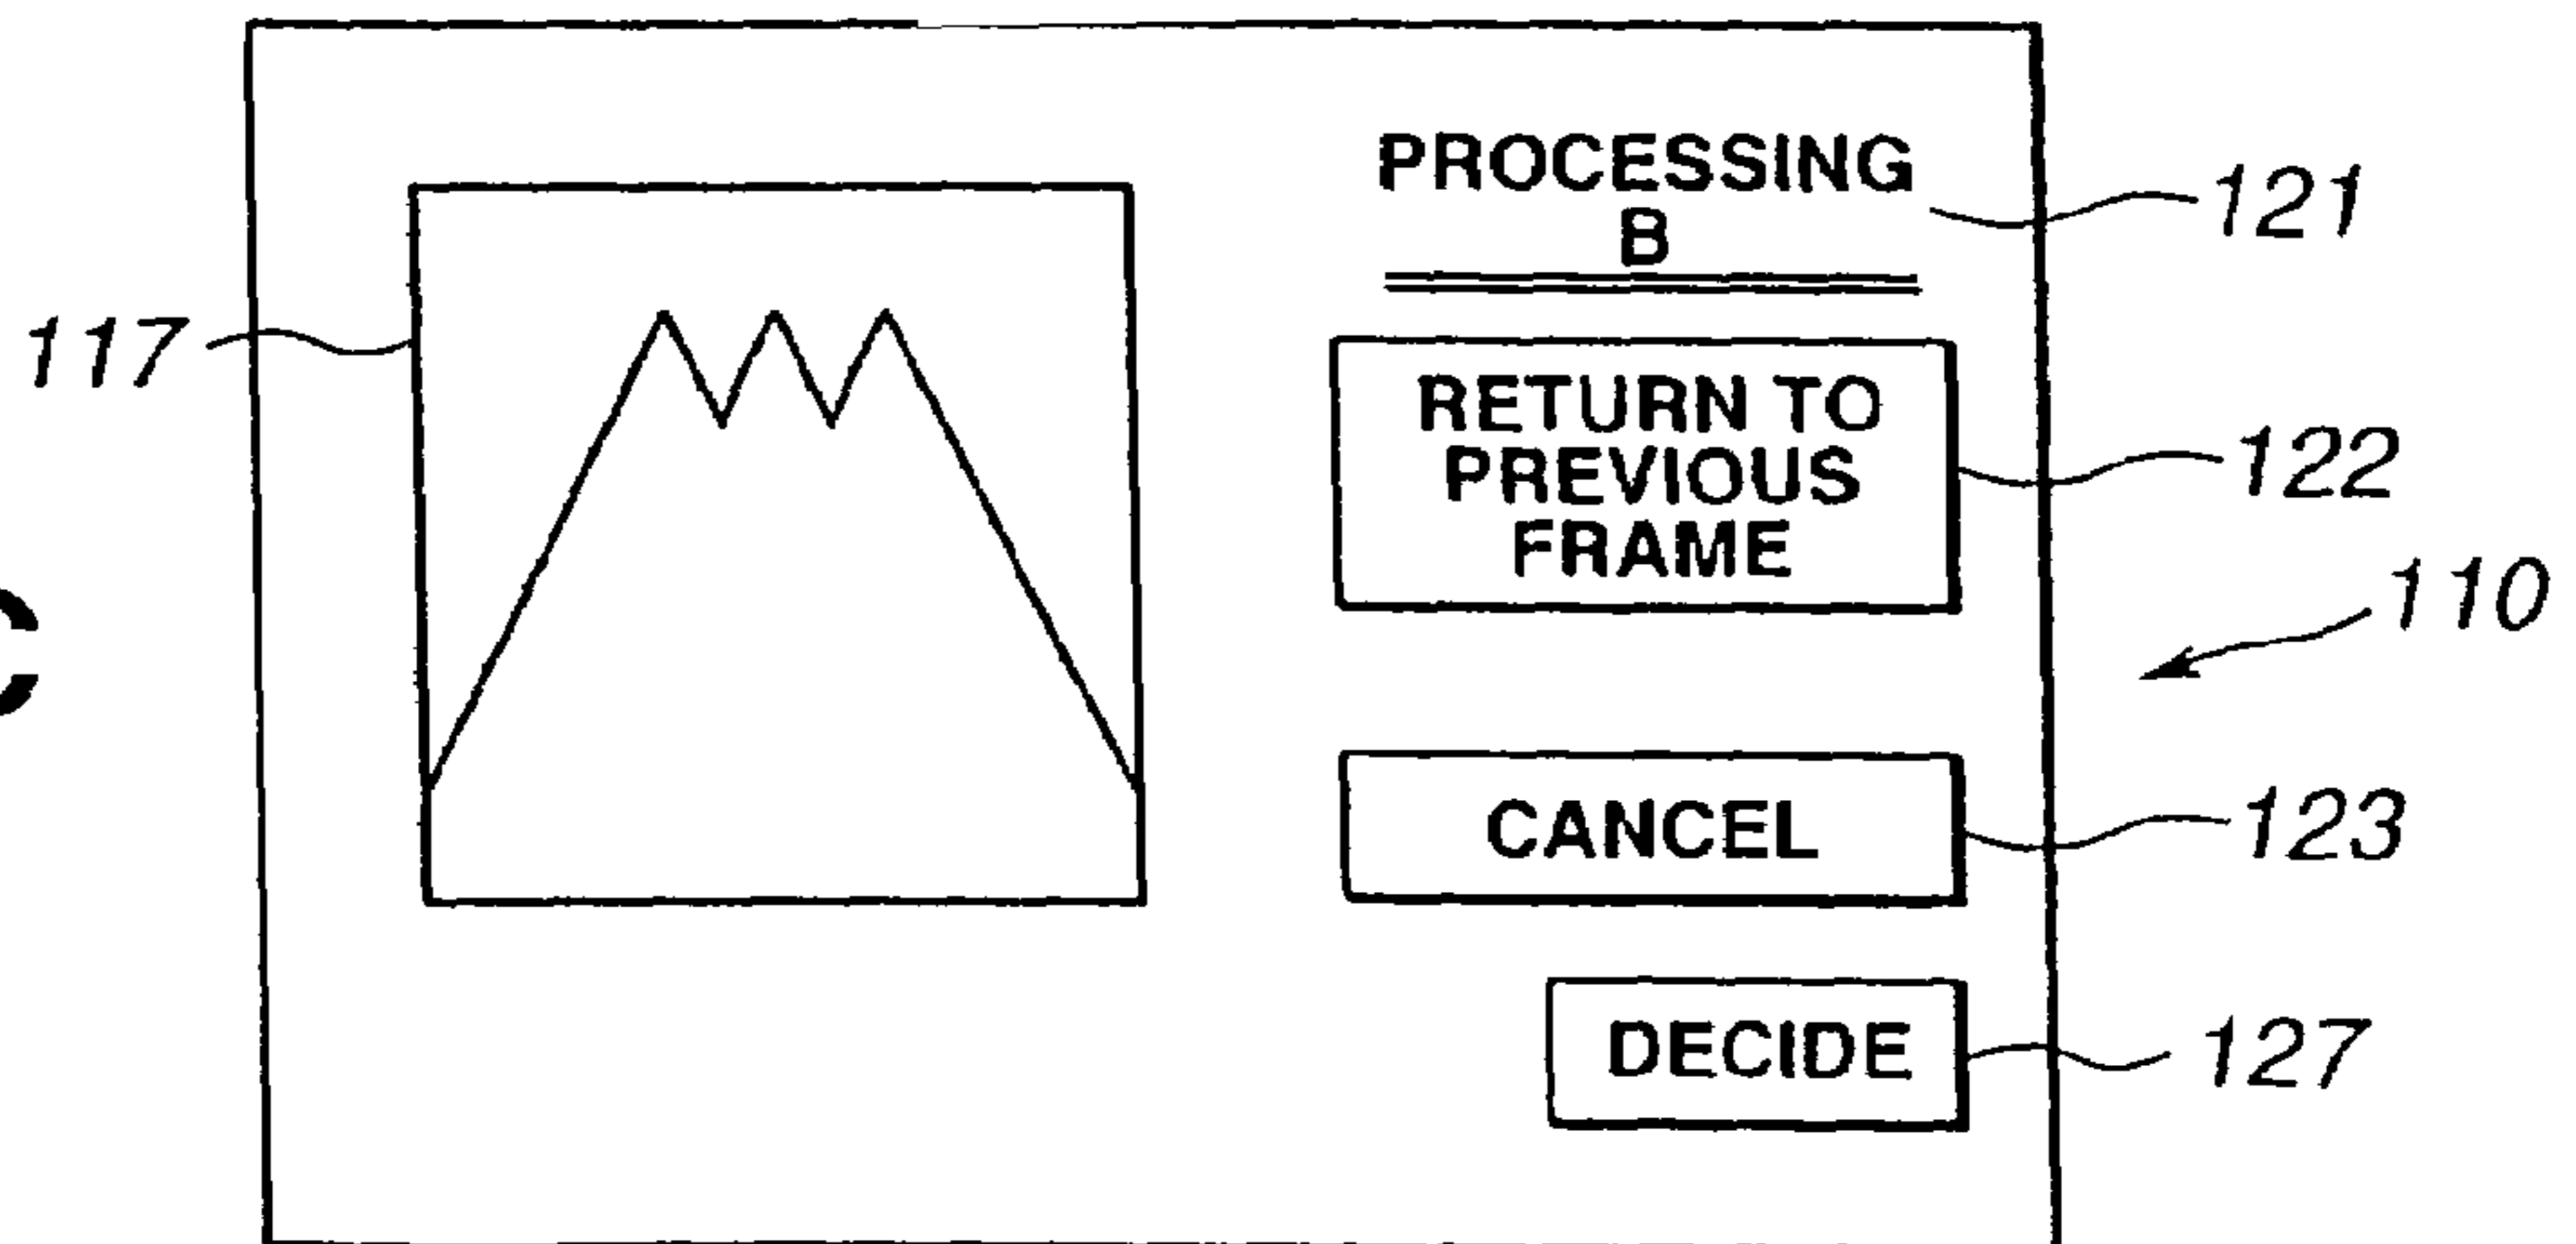 PROCESSING
B
121
117
RETURN TO
PREVIOUS
FRAME
122
110
CANCEL
123
DECIDE
127